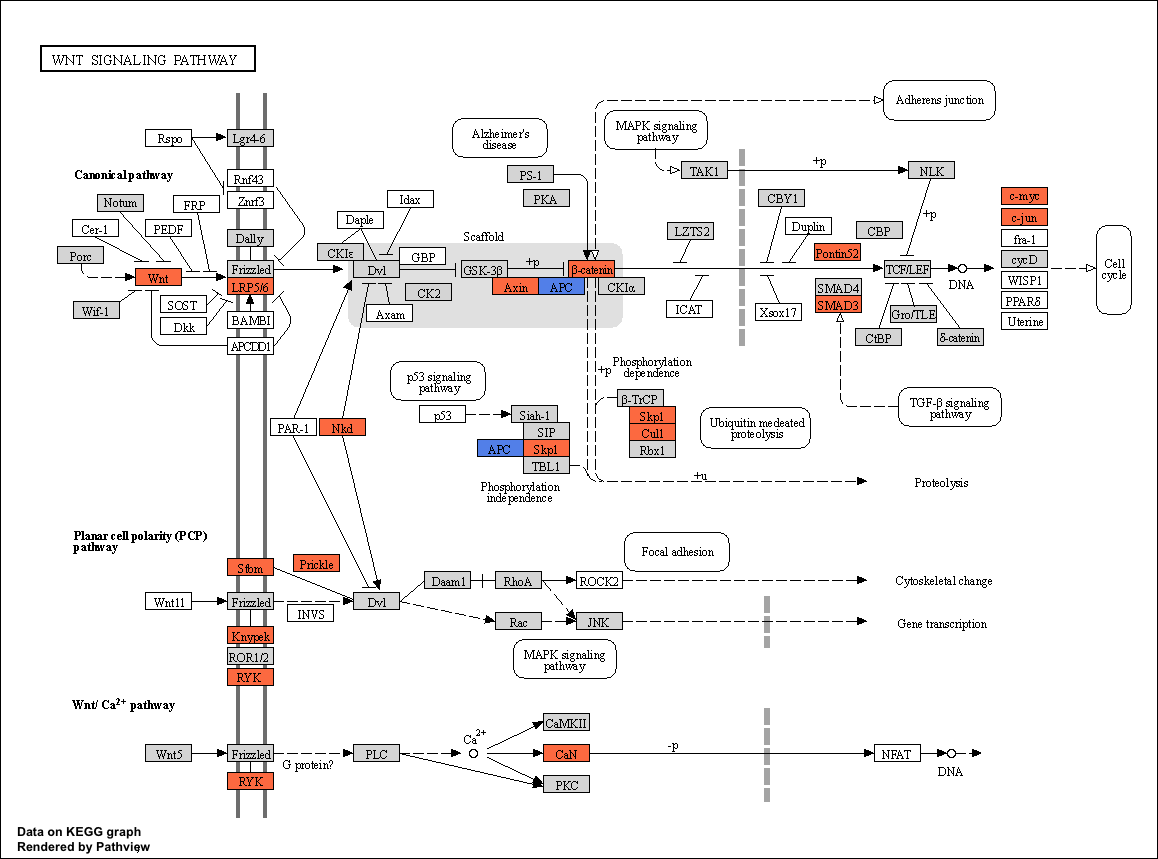 WNT SIGNALING PATHWAY
Adherens junction
Alzheimer's
disease
MAPK signaling
pathway
+p
Rspo
Lgr4-6
Canonical pathway
Rnf43
PS-1
TAK1
NLK
Notum
FRP
Znrf3
Idax
PKA
CBY1
c-myc
+p
c-jun
Cer-1
PEDF
Daple
LZTS2
Duplin
CBP
Dally
Scaffold
fra-1
Porc
CKIε
GBP
Pontin52
cycD
Cell
cycle
Wnt
Frizzled
Dvl
GSK-3β
+p
β-catenin
TCF/LEF
DNA
WISP1
LRP5/6
Axin
APC
CKIα
SMAD4
PPARδ
SOST
CK2
SMAD3
Uterine
Wif-1
Dkk
BAMBI
Axam
ICAT
Xsox17
Gro/TLE
APCDD1
CtBP
δ-catenin
p53 signaling
pathway
Phosphorylation
dependence
+p
TGF-β signaling
pathway
p53
Siah-1
β-TrCP
PAR-1
Nkd
SIP
Skp1
Cul1
Ubiquitin medeated
proteolysis
APC
Skp1
Rbx1
TBL1
+u
Proteolysis
Phosphorylation
independence
Planar cell polarity (PCP)
pathway
Focal adhesion
Stbm
Prickle
Daam1
RhoA
ROCK2
Cytoskeletal change
Wnt11
Frizzled
INVS
Dvl
Rac
JNK
Gene transcription
Knypek
ROR1/2
RYK
MAPK signaling
pathway
Wnt/ Ca2+ pathway
CaMKII
Ca2+
Wnt5
Frizzled
G protein?
PLC
CaN
-p
NFAT
DNA
RYK
PKC
Data on KEGG graph
Rendered by Pathview